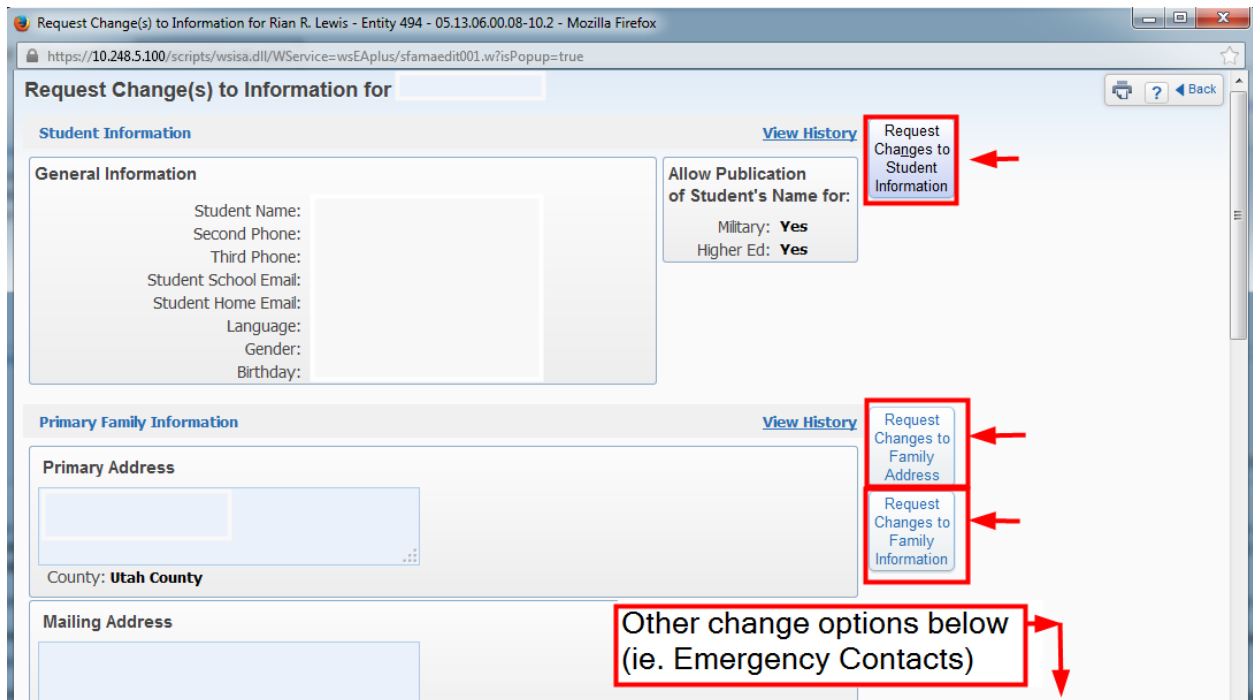 Request Change(s) to Information for Rian R. Lewis - Entity 494 - 05.13.06.00.08-10.2 - Mozilla Firefox
https://10.248.5.100/scripts/wsisa.dll/WService=wsEAplus/sfamaedit001.w?isPopup=true
Request Change(s) to Information for
? Back
Student Information
View History
Request
Changes to
Student
Information
General Information
Student Name:
Second Phone:
Third Phone:
Student School Email:
Student Home Email:
Language:
Gender:
Birthday:
Allow Publication
of Student's Name for:
Military: Yes
Higher Ed: Yes
Primary Family Information
View History
Request
Changes to
Family
Address
Primary Address
County: Utah County
Request
Changes to
Family
Information
Mailing Address
Other change options below
(ie. Emergency Contacts)